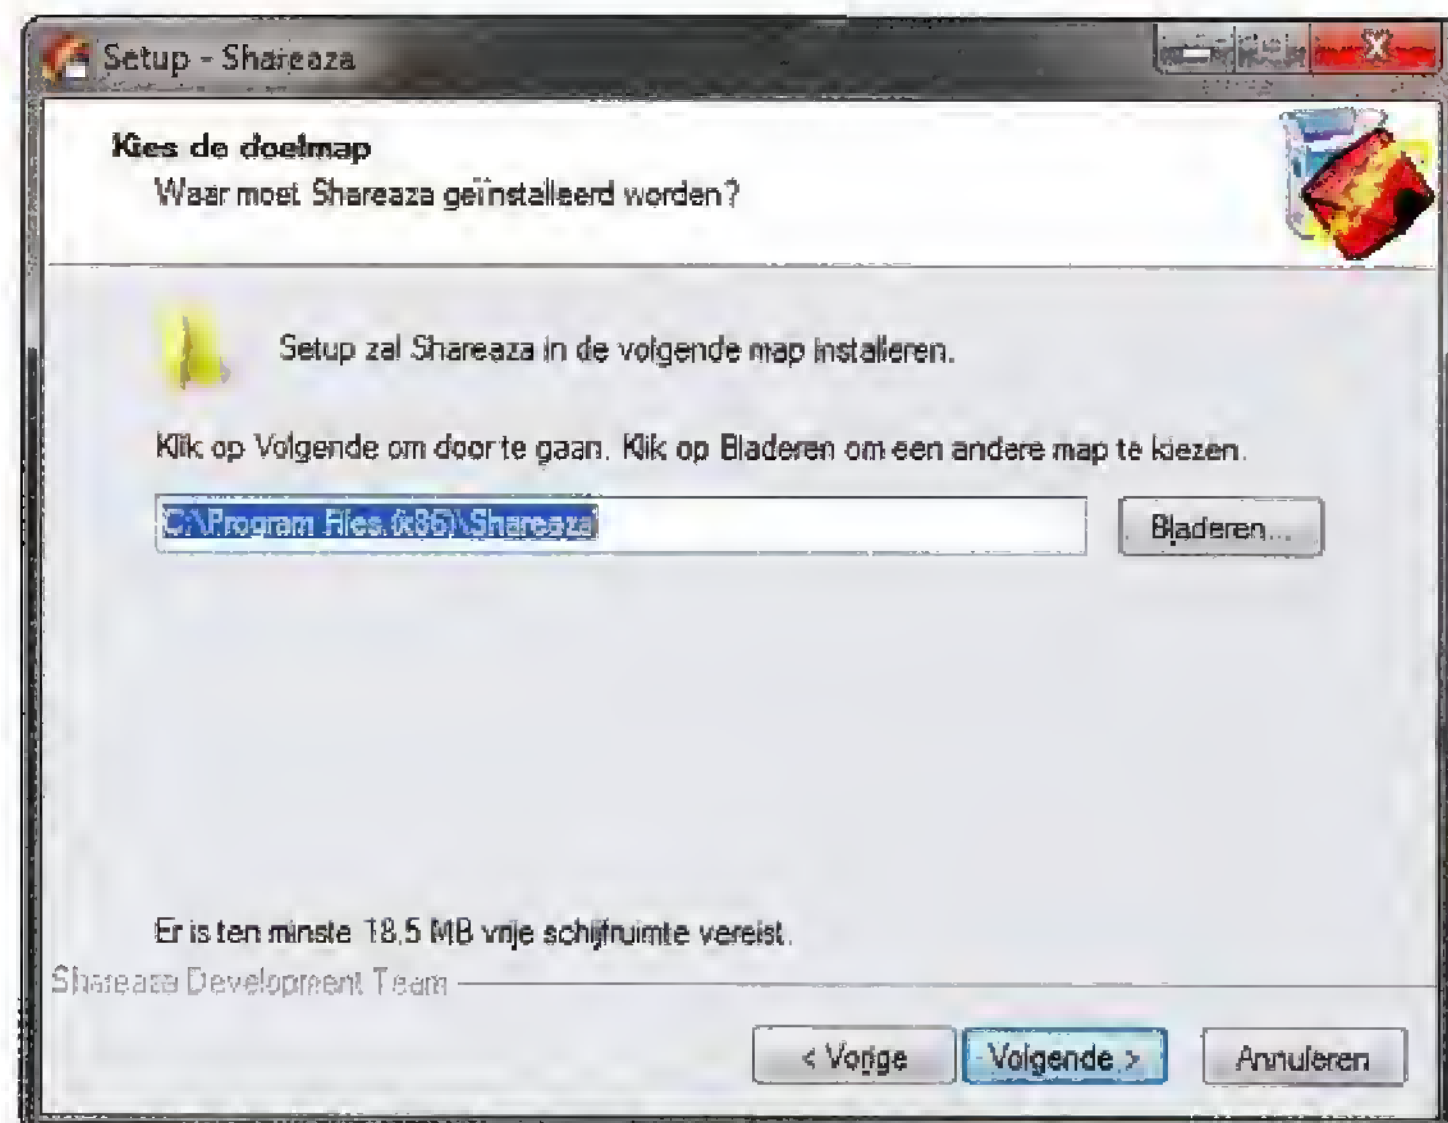 Setup - Shareaza
Kies de doelmap
Waar moet Shareaza geïnstalleerd worden?
Setup zal Shareaza in de volgende map installeren.
Klik op Volgende om door te gaan. Klik op Bladeren om een andere map te kiezen.
C:\Program Files (x86)\Shareaza
Bladeren...
Er is ten minste 18,5 MB vrije schijfruimte vereist.
Shareaza Development Team
< Vorige
Volgende >
Annuleren